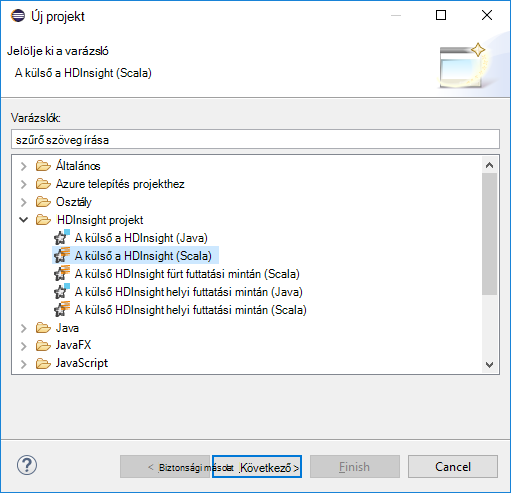 Új projekt
Jelölje ki a varázsló
A külső a HDInsight (Scala)
Varázslók:
szűrő szöveg írása
Általános
Azure telepítés projekthez
Osztály
HDInsight projekt
A külső a HDInsight (Java)
A külső a HDInsight (Scala)
A külső HDInsight fürt futtatási mintán (Scala)
A külső HDInsight helyi futtatási mintán (Java)
A külső HDInsight helyi futtatási mintán (Scala)
Java
JavaFX
JavaScript
? < Biztonsági másolat Következő > Finish Cancel